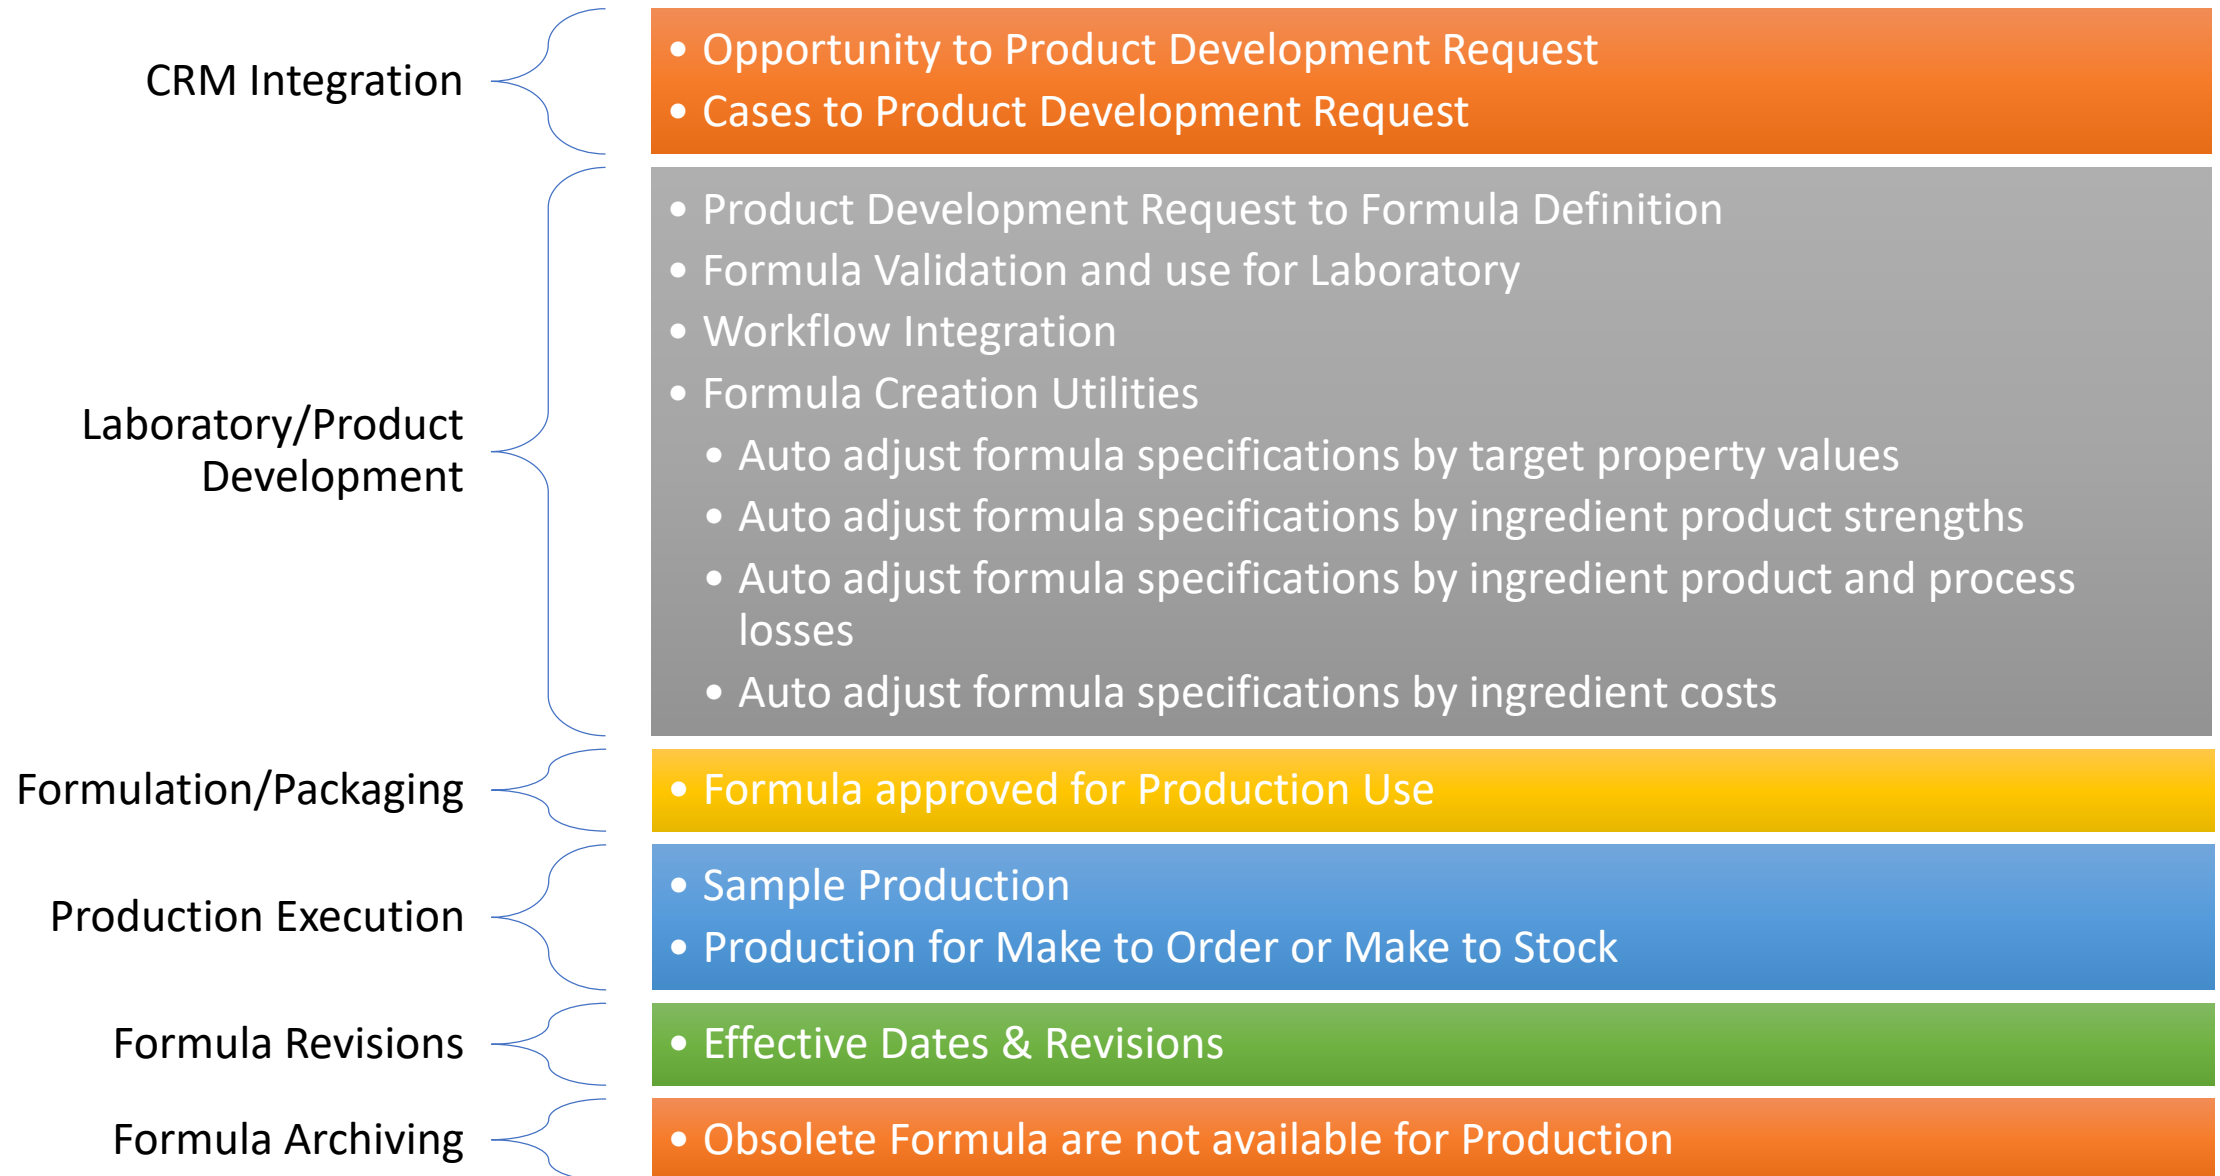 CRM Integration
• Opportunity to Product Development Request
• Cases to Product Development Request
Laboratory/Product
Development
• Product Development Request to Formula Definition
• Formula Validation and use for Laboratory
• Workflow Integration
• Formula Creation Utilities
• Auto adjust formula specifications by target property values
• Auto adjust formula specifications by ingredient product strengths
• Auto adjust formula specifications by ingredient product and process
losses
• Auto adjust formula specifications by ingredient costs
Formulation/Packaging
• Formula approved for Production Use
Production Execution
• Sample Production
• Production for Make to Order or Make to Stock
Formula Revisions
• Effective Dates & Revisions
Formula Archiving
• Obsolete Formula are not available for Production